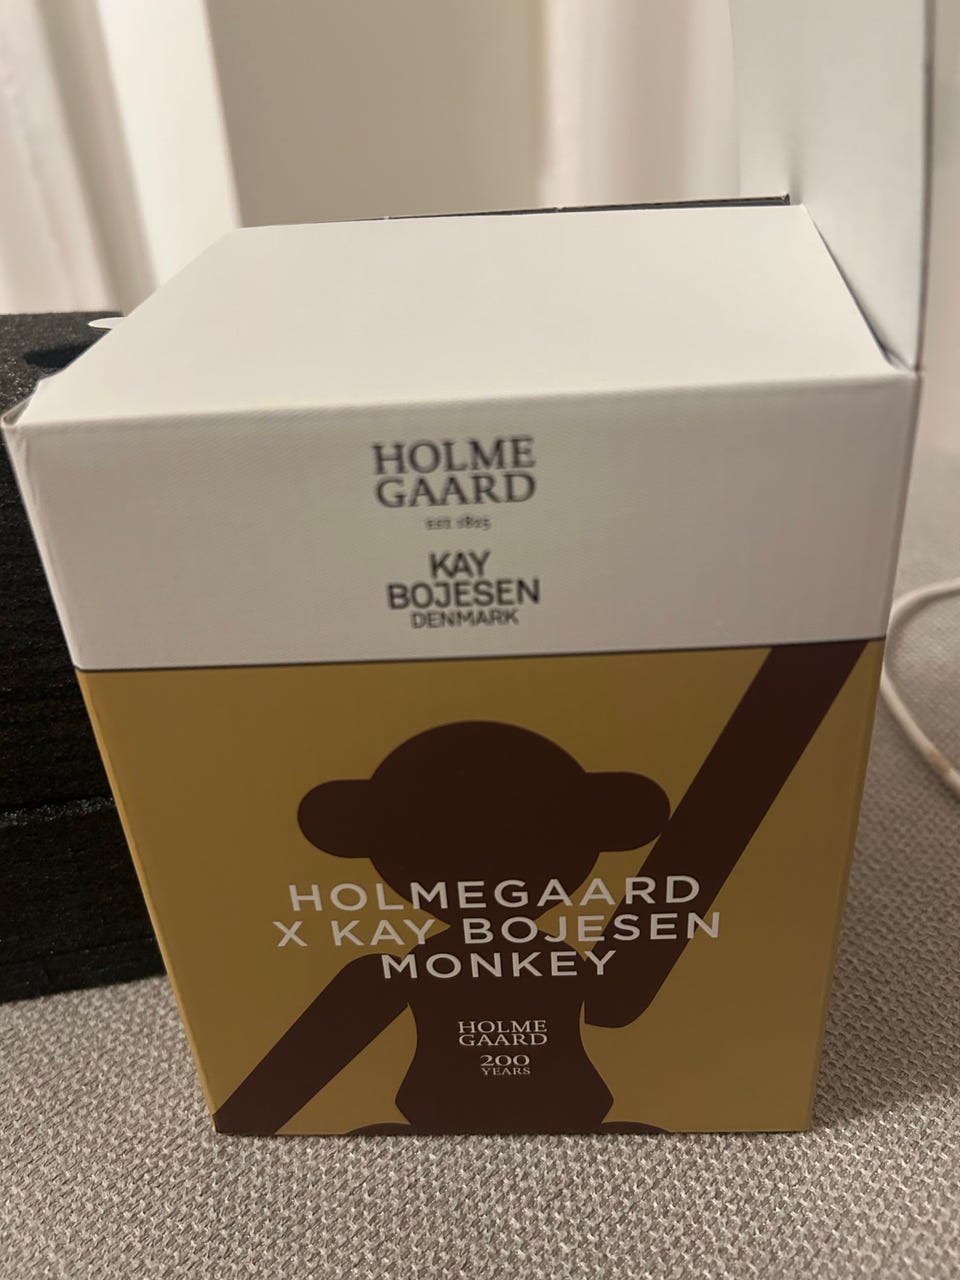 HOLME
GAARD
EST. 1825
KAY
BOJESEN
DENMARK
HOLMEGAARD
X KAY BOJESEN
MONKEY
HOLME
GAARD
200
YEARS